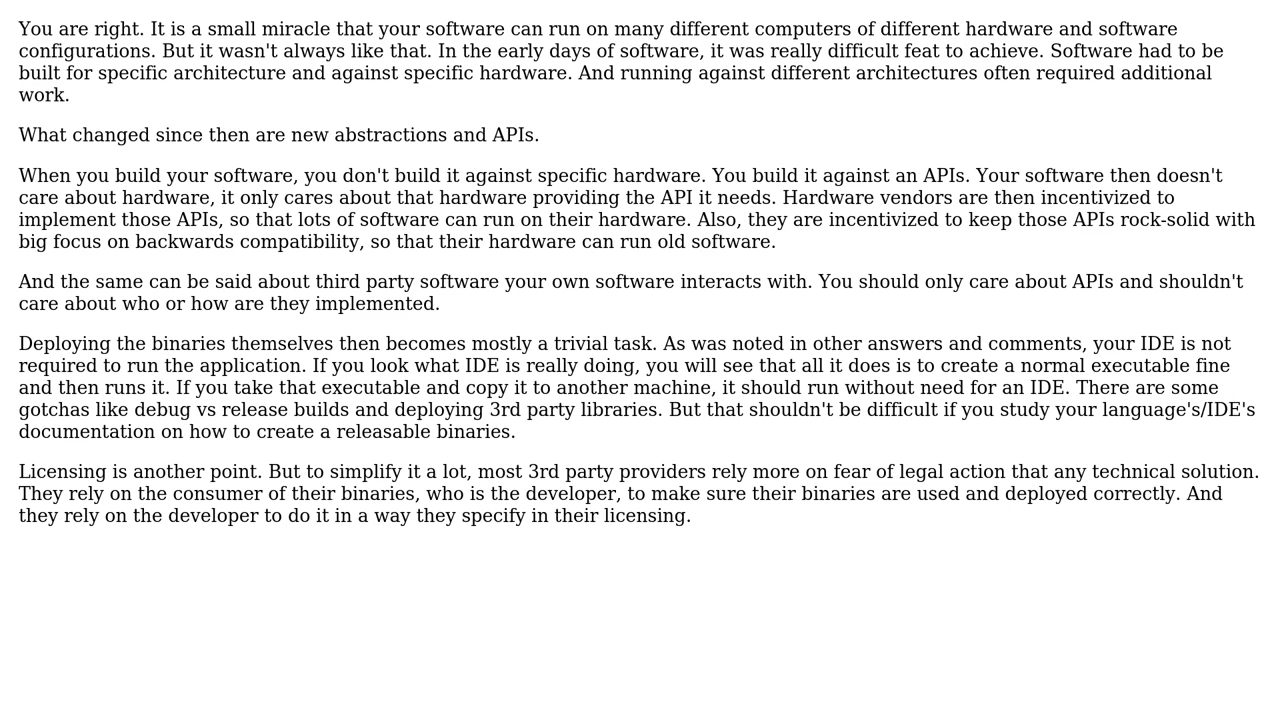 You are right. It is a small miracle that your software can run on many different computers of different hardware and software
configurations. But it wasn't always like that. In the early days of software, it was really difficult feat to achieve. Software had to be
built for specific architecture and against specific hardware. And running against different architectures often required additional
work.
What changed since then are new abstractions and APIs.
When you build your software, you don't build it against specific hardware. You build it against an APIs. Your software then doesn't
care about hardware, it only cares about that hardware providing the API it needs. Hardware vendors are then incentivized to
implement those APIs, so that lots of software can run on their hardware. Also, they are incentivized to keep those APIs rock-solid with
big focus on backwards compatibility, so that their hardware can run old software.
And the same can be said about third party software your own software interacts with. You should only care about APIs and shouldn't
care about who or how are they implemented.
Deploying the binaries themselves then becomes mostly a trivial task. As was noted in other answers and comments, your IDE is not
required to run the application. If you look what IDE is really doing, you will see that all it does is to create a normal executable fine
and then runs it. If you take that executable and copy it to another machine, it should run without need for an IDE. There are some
gotchas like debug vs release builds and deploying 3rd party libraries. But that shouldn't be difficult if you study your language's/IDE's
documentation on how to create a releasable binaries.
Licensing is another point. But to simplify it a lot, most 3rd party providers rely more on fear of legal action that any technical solution.
They rely on the consumer of their binaries, who is the developer, to make sure their binaries are used and deployed correctly. And
they rely on the developer to do it in a way they specify in their licensing.